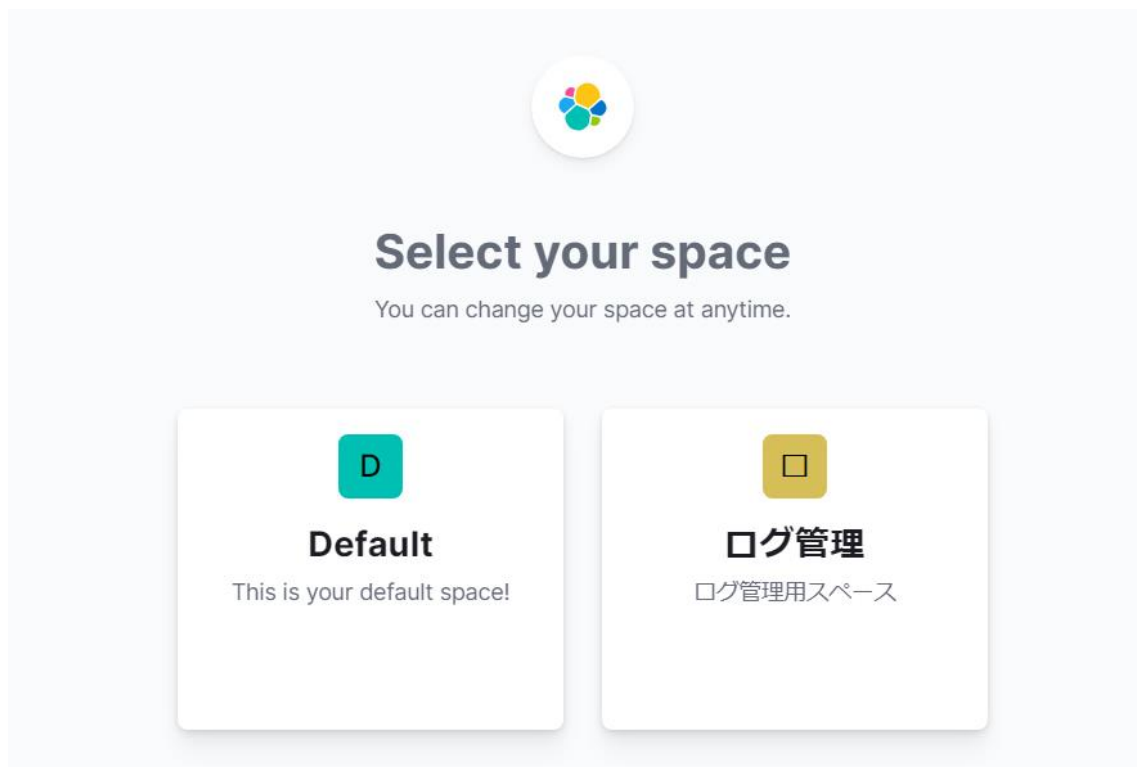 Select your space
You can change your space at anytime.
D
Default
This is your default space!
ロ
ログ管理
ログ管理用スペース